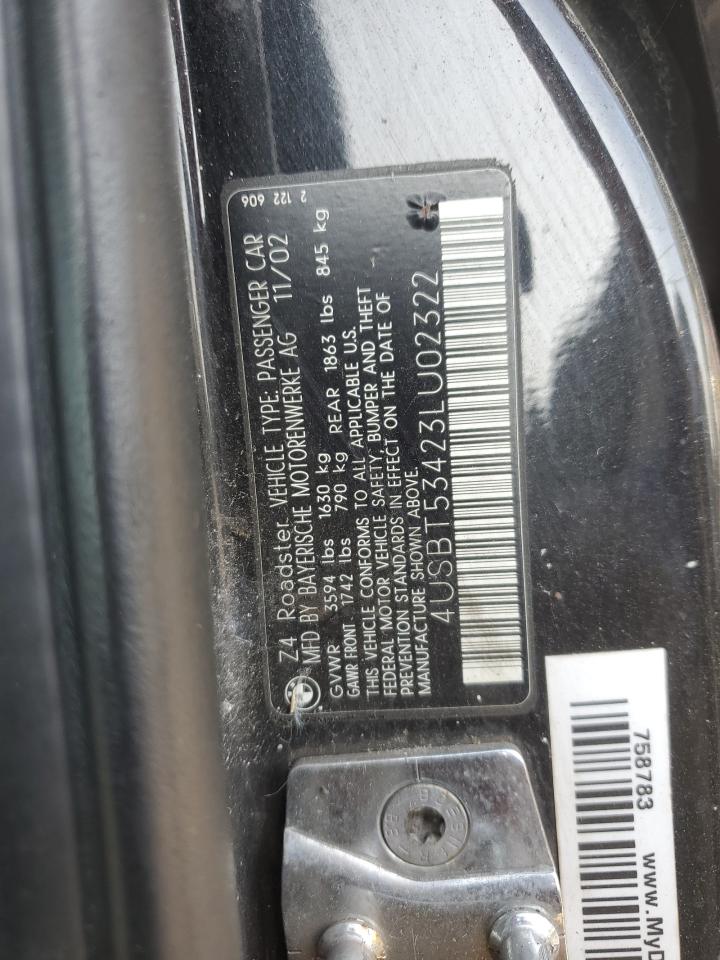 2 122 606
Z4 Roadster VEHICLE TYPE: PASSENGER CAR
MFD BY BAYERISCHE MOTORENWERKE AG 11/02
GVWR 3594 lbs 1630 kg REAR 1863 lbs 845 kg
GAWR FRONT 1742 lbs 790 kg
THIS VEHICLE CONFORMS TO ALL APPLICABLE U.S.
FEDERAL MOTOR VEHICLE SAFETY, BUMPER AND THEFT
PREVENTION STANDARDS IN EFFECT ON THE DATE OF
MANUFACTURE SHOWN ABOVE.
4USBT53423LU02322
758783
www.MyD